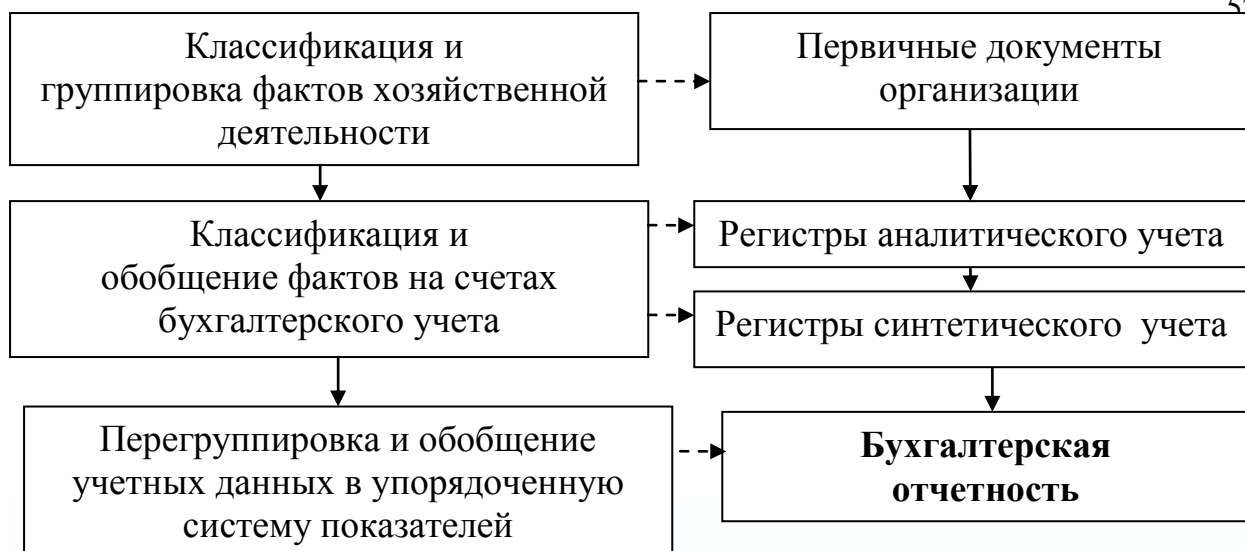 Классификация и
группировка фактов хозяйственной
деятельности
Первичные документы
организации
Классификация и
обобщение фактов на счетах
бухгалтерского учета
Регистры аналитического учета
Регистры синтетического учета
Перегруппировка и обобщение
учетных данных в упорядоченную
систему показателей
Бухгалтерская
отчетность